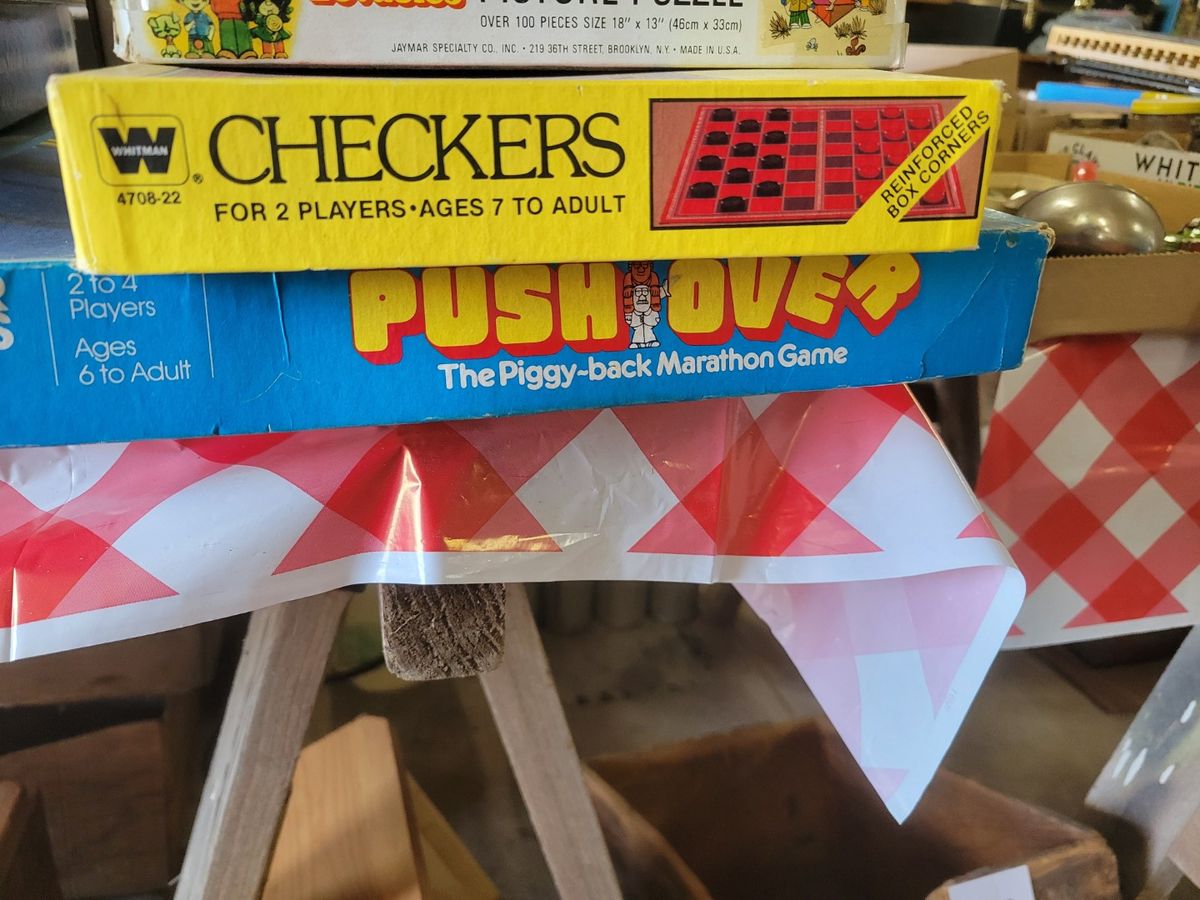 PICTURE PUZZLE
OVER 100 PIECES SIZE 18" x 13" (46cm x 33cm)
JAYMAR SPECIALTY CO., INC. • 219 36TH STREET, BROOKLYN, N.Y. • MADE IN U.S.A.
W
WHITMAN®
4708-22
CHECKERS
FOR 2 PLAYERS•AGES 7 TO ADULT
REINFORCED
BOX CORNERS
WHIT
2 to 4
Players
Ages
6 to Adult
PUSH OVER
The Piggy-back Marathon Game